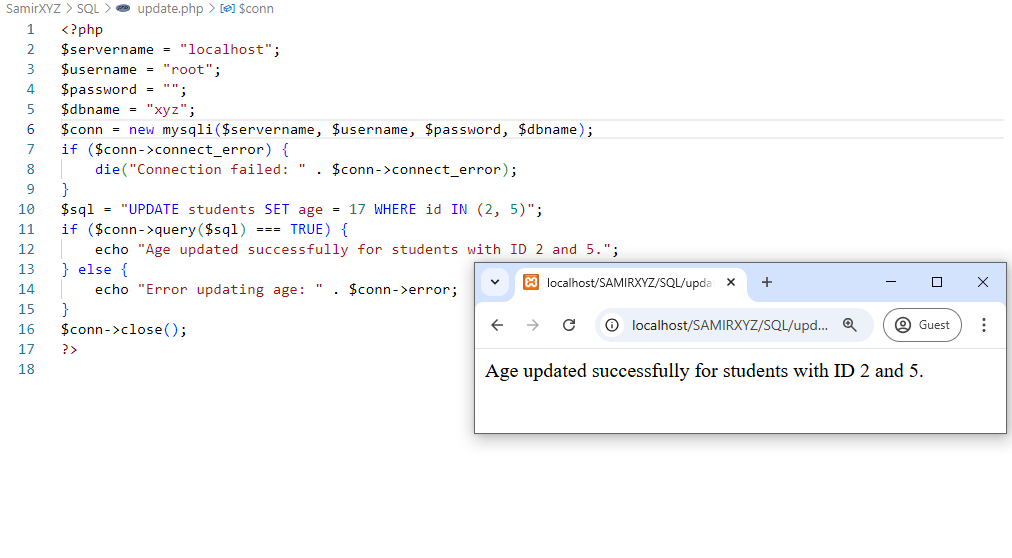 SamirXYZ > SQL > update.php > $conn
1 <?php
2 $servername = "localhost";
3 $username = "root";
4 $password = "";
5 $dbname = "xyz";
6 $conn = new mysqli($servername, $username, $password, $dbname);
7 if ($conn->connect_error) {
8     die("Connection failed: " . $conn->connect_error);
9 }
10 $sql = "UPDATE students SET age = 17 WHERE id IN (2, 5)";
11 if ($conn->query($sql) === TRUE) {
12     echo "Age updated successfully for students with ID 2 and 5.";
13 } else {
14     echo "Error updating age: " . $conn->error;
15 }
16 $conn->close();
17 ?>
18
localhost/SAMIRXYZ/SQL/upda
localhost/SAMIRXYZ/SQL/upd... Guest
Age updated successfully for students with ID 2 and 5.